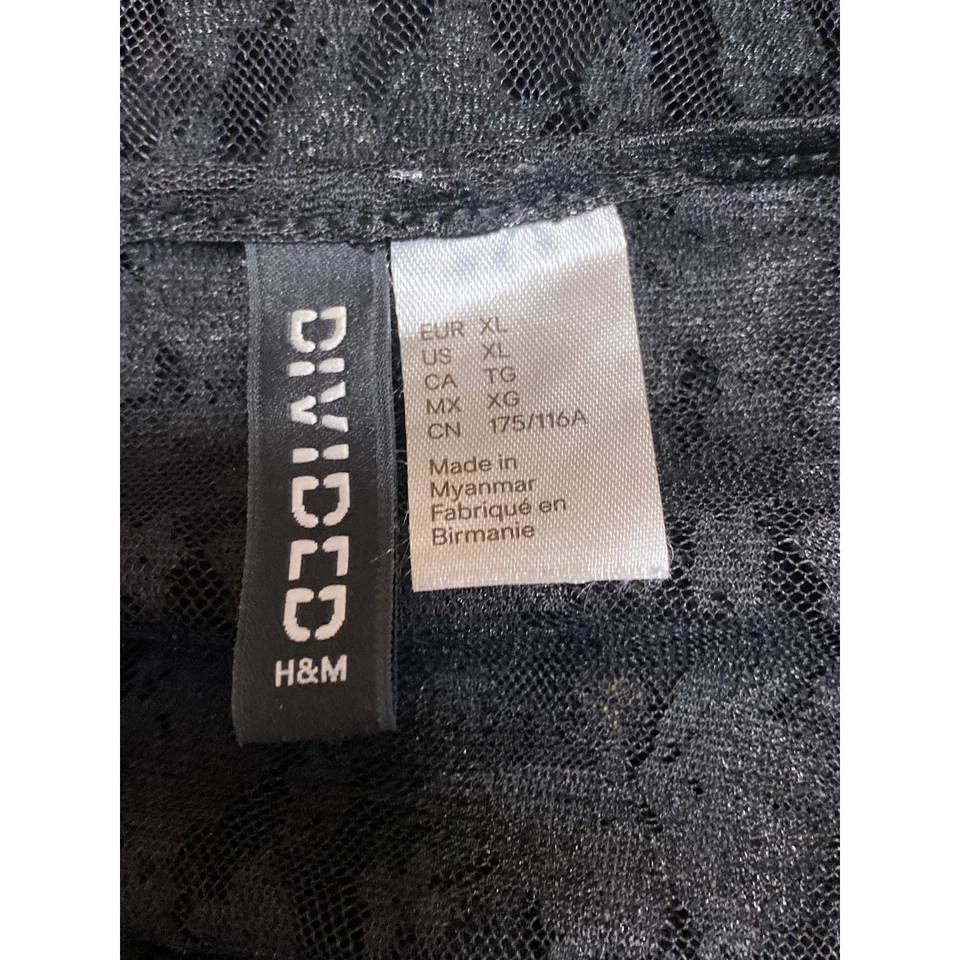 DIVIDED
H&M
EUR XL
US XL
CA TG
MX XG
CN 175/116A
Made in
Myanmar
Fabriqué en
Birmanie